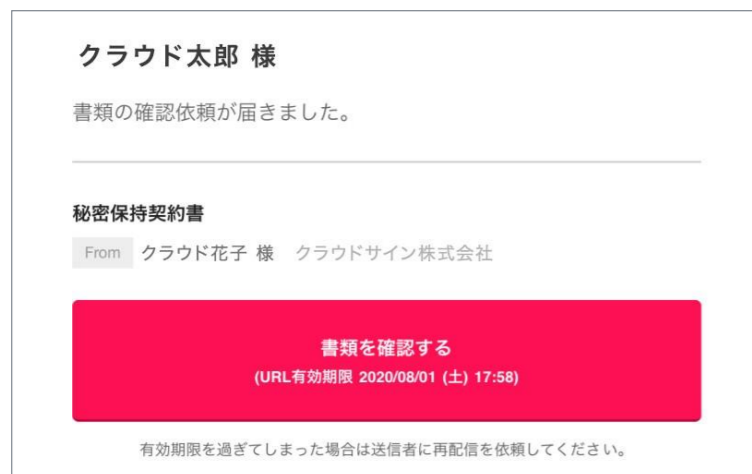 クラウド太郎 様
書類の確認依頼が届きました。
秘密保持契約書
From クラウド花子 様 クラウドサイン株式会社
書類を確認する
(URL有効期限 2020/08/01 (土) 17:58)
有効期限を過ぎてしまった場合は送信者に再配信を依頼してください。